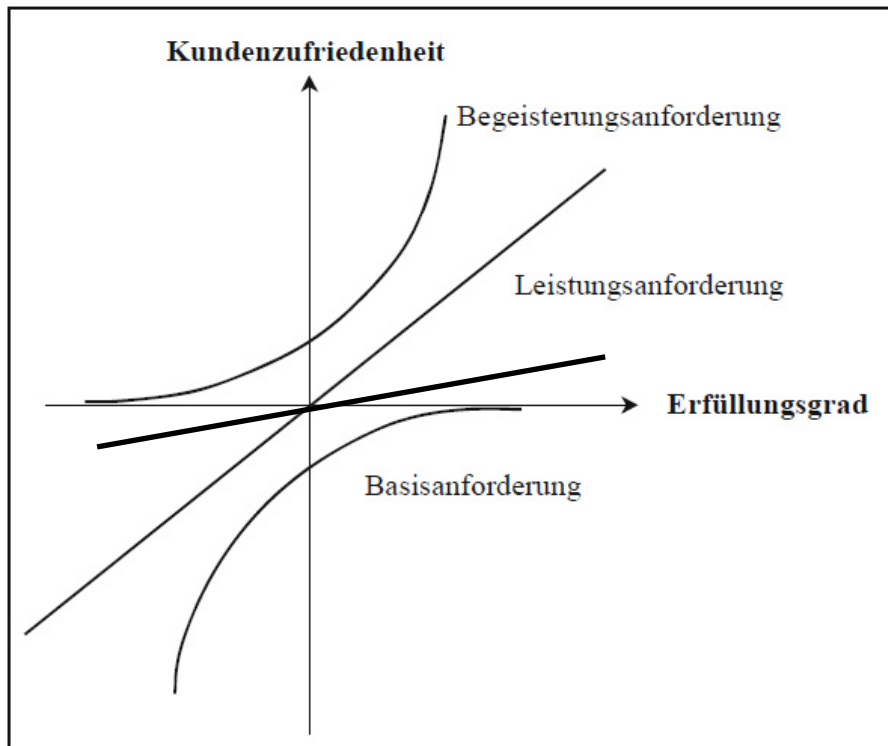 Kundenzufriedenheit
Begeisterungsanforderung
Leistungsanforderung
Erfüllungsgrad
Basisanforderung